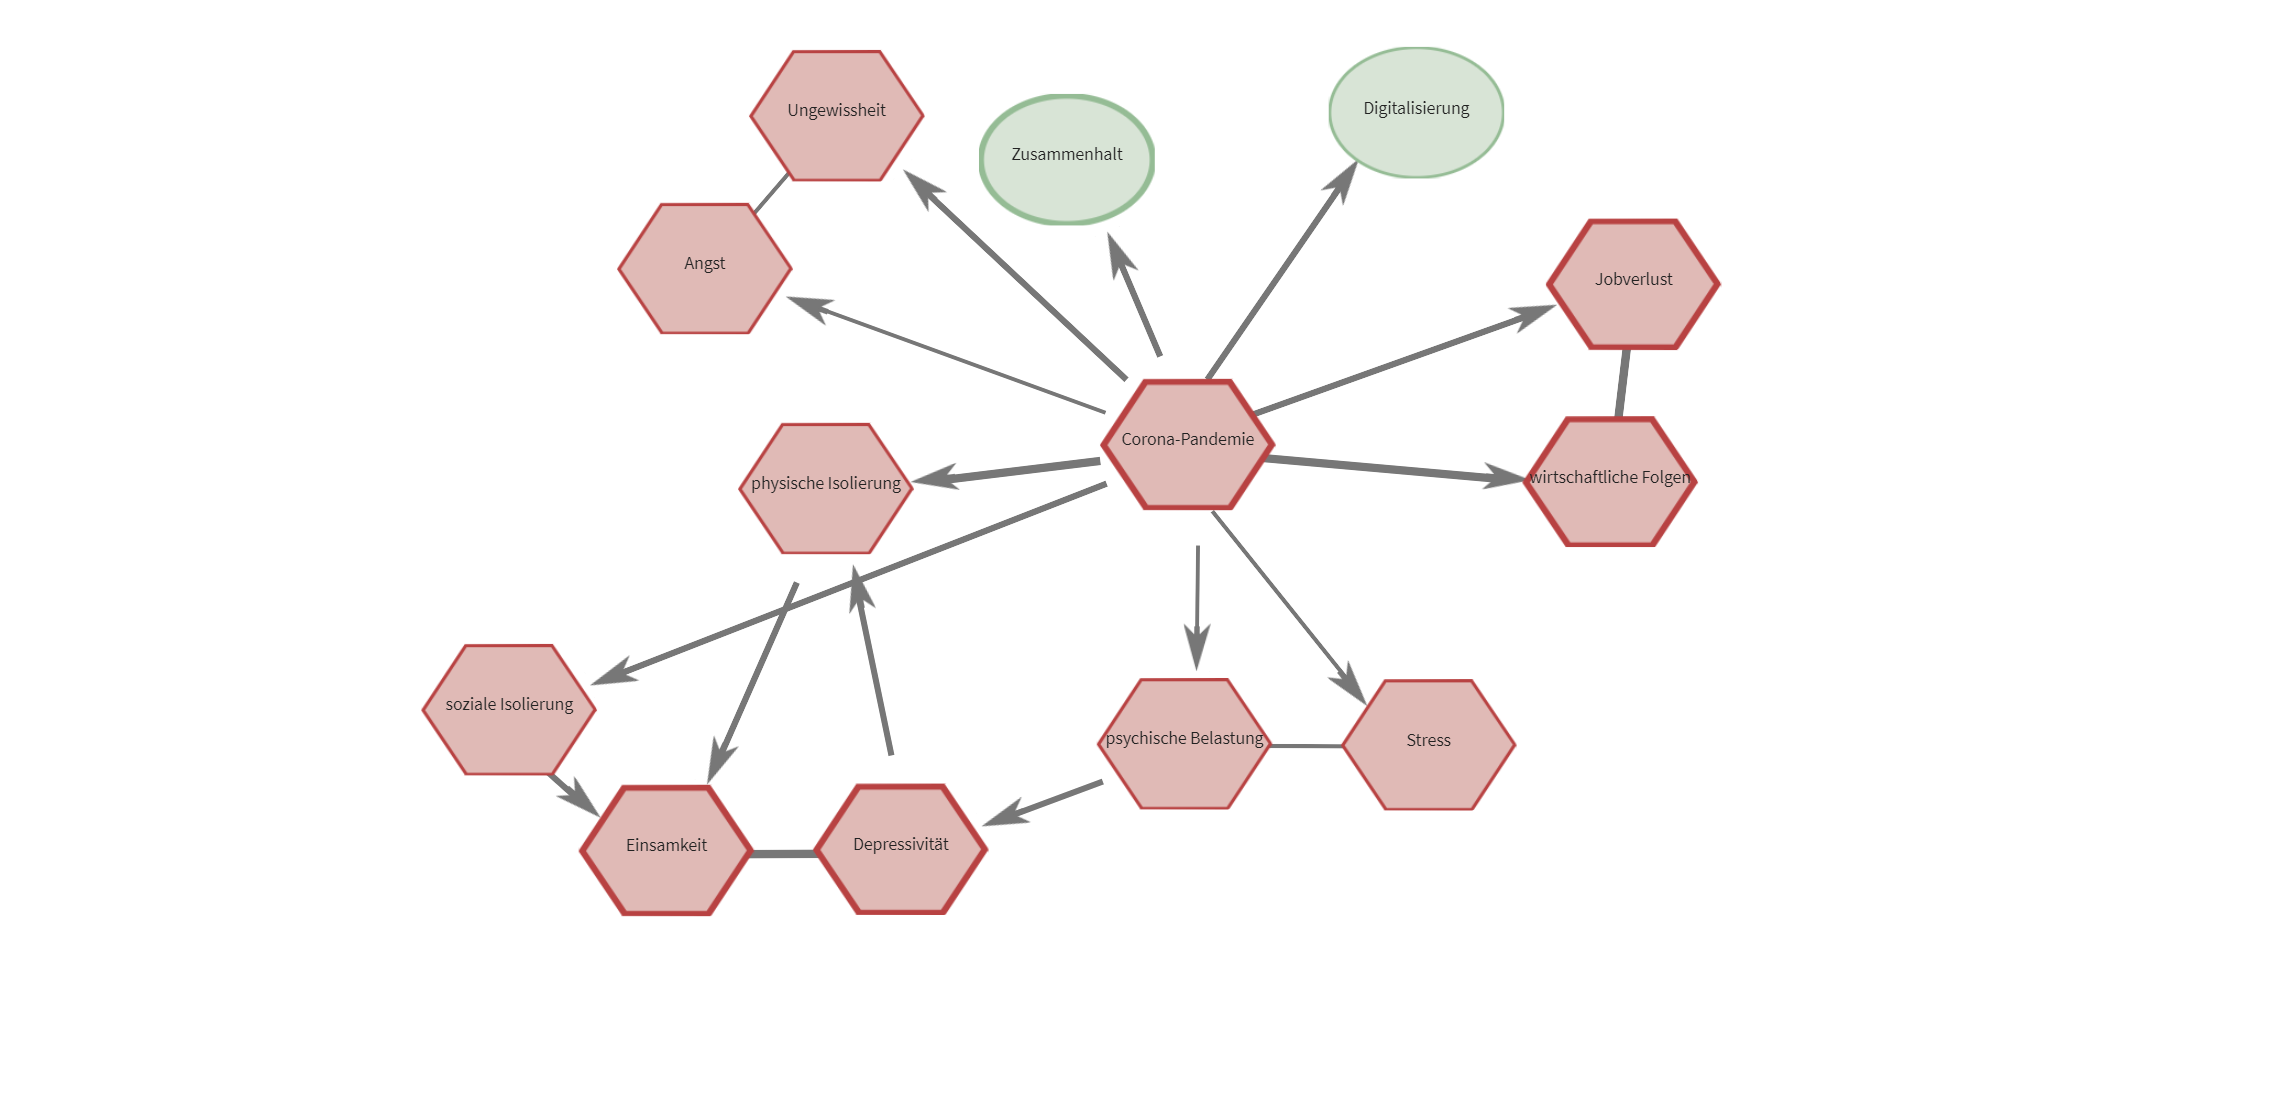 Ungewissheit
Zusammenhalt
Digitalisierung
Angst
Jobverlust
Corona-Pandemie
physische Isolierung
wirtschaftliche Folgen
soziale Isolierung
psychische Belastung
Stress
Einsamkeit
Depressivität